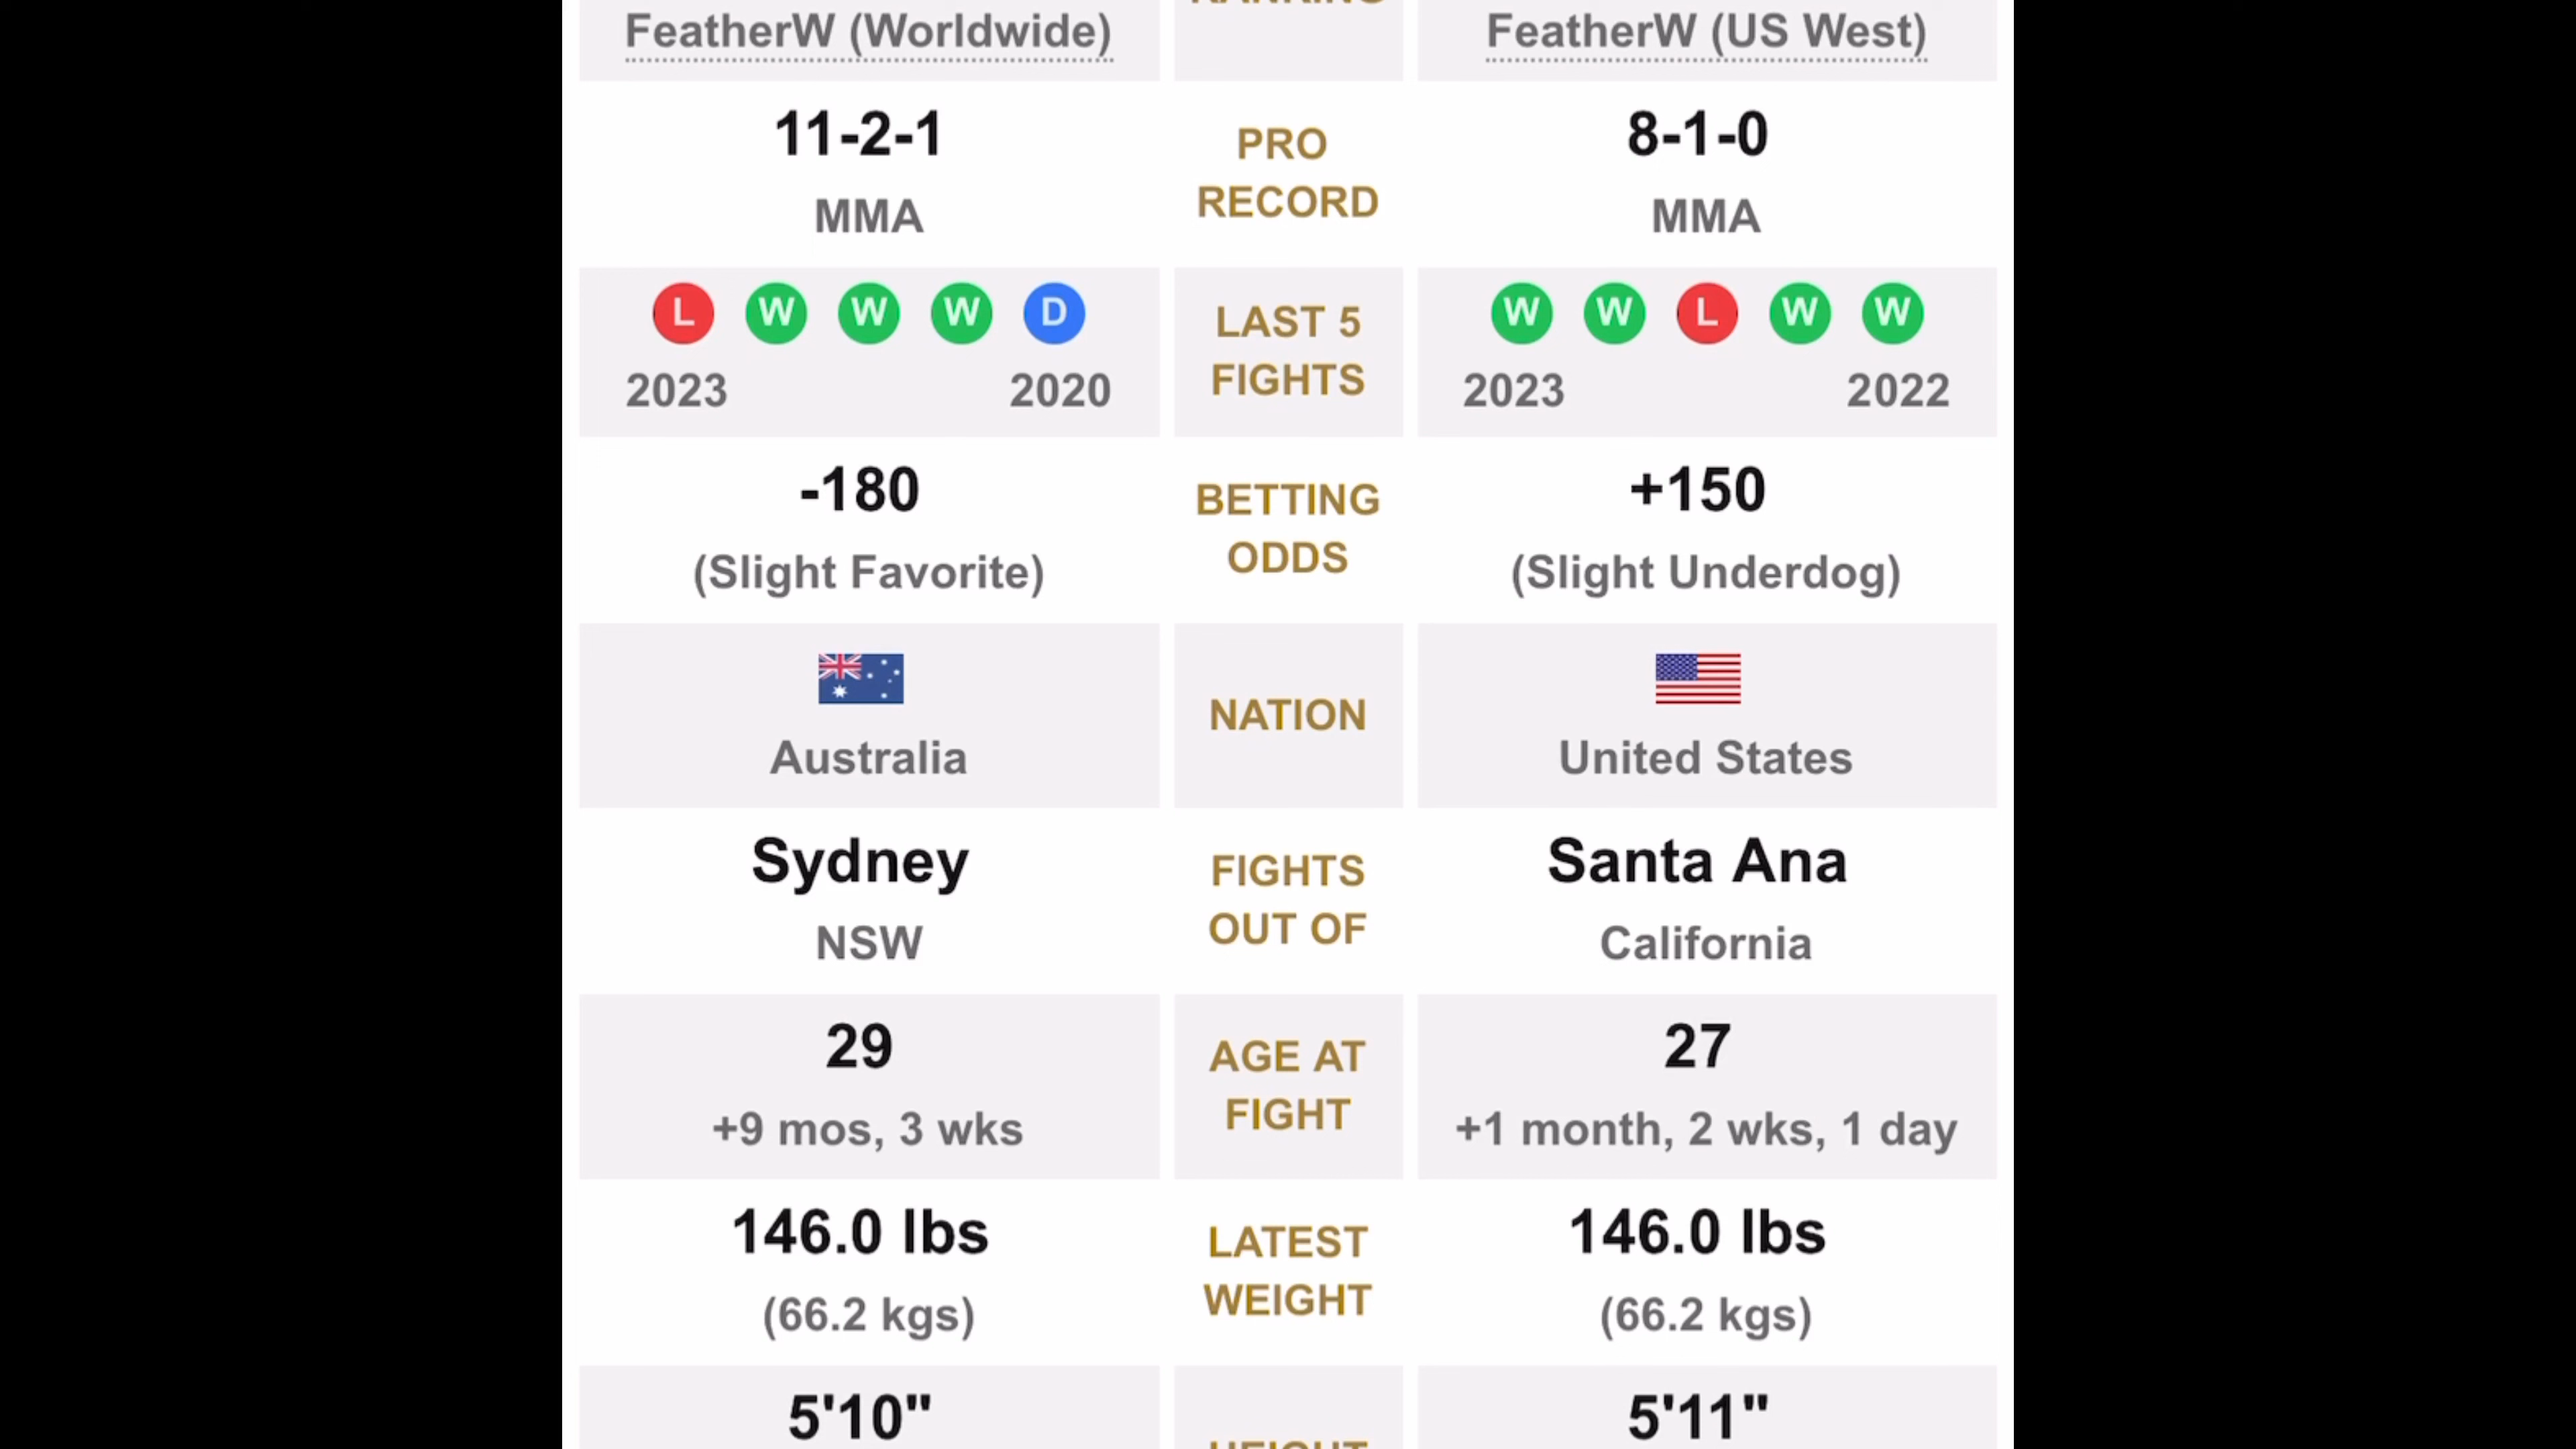 FeatherW (Worldwide)
RANKING
FeatherW (US West)
11-2-1
MMA
PRO
RECORD
8-1-0
MMA
L W W W D
2023 2020
LAST 5
FIGHTS
W W L W W
2023 2022
-180
(Slight Favorite)
BETTING
ODDS
+150
(Slight Underdog)
Australia
NATION
United States
Sydney
NSW
FIGHTS
OUT OF
Santa Ana
California
29
+9 mos, 3 wks
AGE AT
FIGHT
27
+1 month, 2 wks, 1 day
146.0 lbs
(66.2 kgs)
LATEST
WEIGHT
146.0 lbs
(66.2 kgs)
5'10"
HEIGHT
5'11"